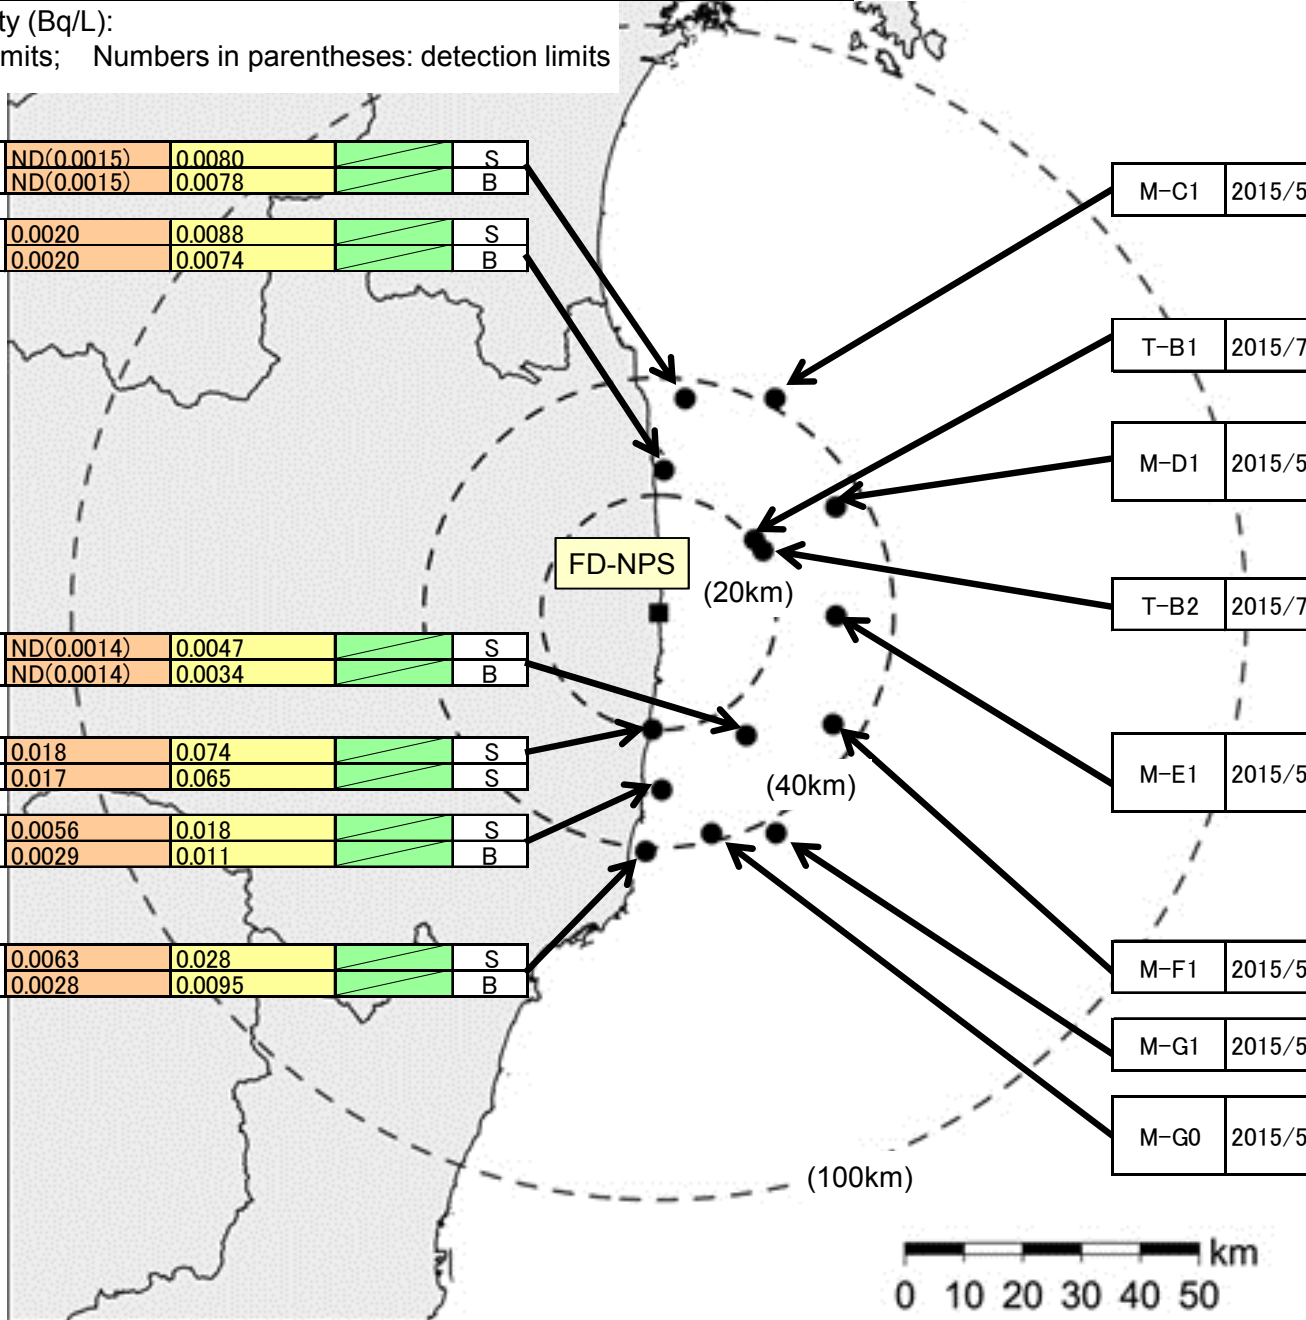 ty (Bq/L):
mits; Numbers in parentheses: detection limits
ND(0.0015) 0.0080 S
ND(0.0015) 0.0078 B
0.0020 0.0088 S
0.0020 0.0074 B
M-C1 2015/5
T-B1 2015/7
M-D1 2015/5
FD-NPS
(20km)
T-B2 2015/7
ND(0.0014) 0.0047 S
ND(0.0014) 0.0034 B
0.018 0.074 S
0.017 0.065 S
(40km)
M-E1 2015/5
0.0056 0.018 S
0.0029 0.011 B
0.0063 0.028 S
0.0028 0.0095 B
M-F1 2015/5
M-G1 2015/5
M-G0 2015/5
(100km)
km
0 10 20 30 40 50